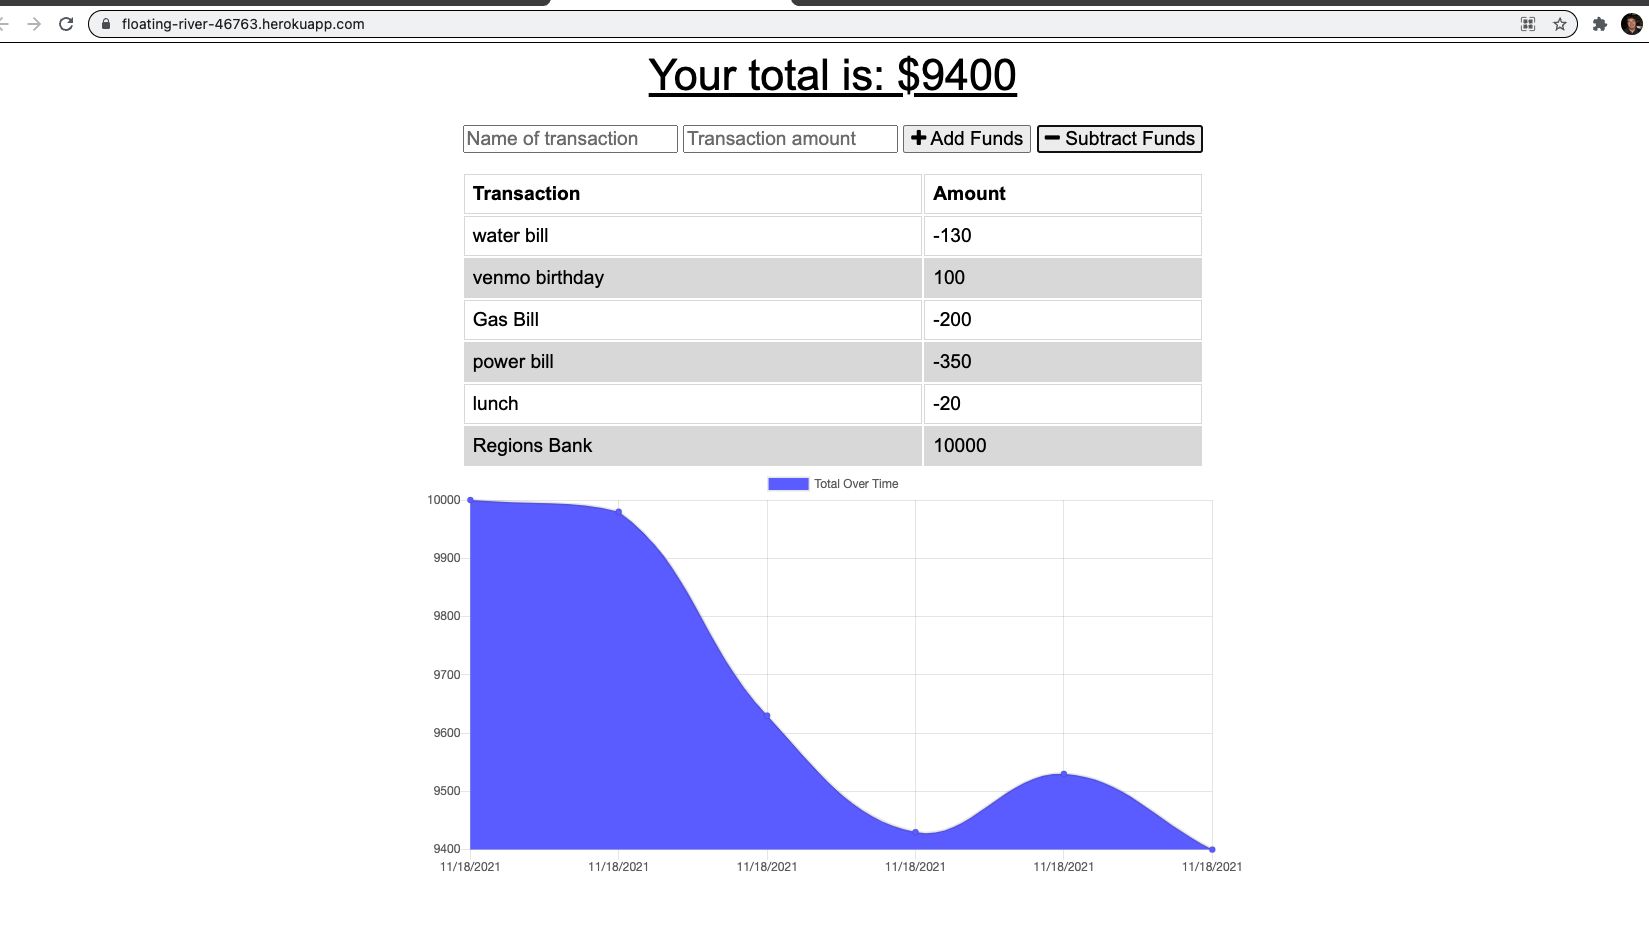 floating-river-46763.herokuapp.com
Your total is: $9400
Name of transaction Transaction amount Add Funds Subtract Funds
Transaction Amount
water bill -130
venmo birthday 100
Gas Bill -200
power bill -350
lunch -20
Regions Bank 10000
Total Over Time
10000
9900
9800
9700
9600
9500
9400
11/18/2021 11/18/2021 11/18/2021 11/18/2021 11/18/2021 11/18/2021